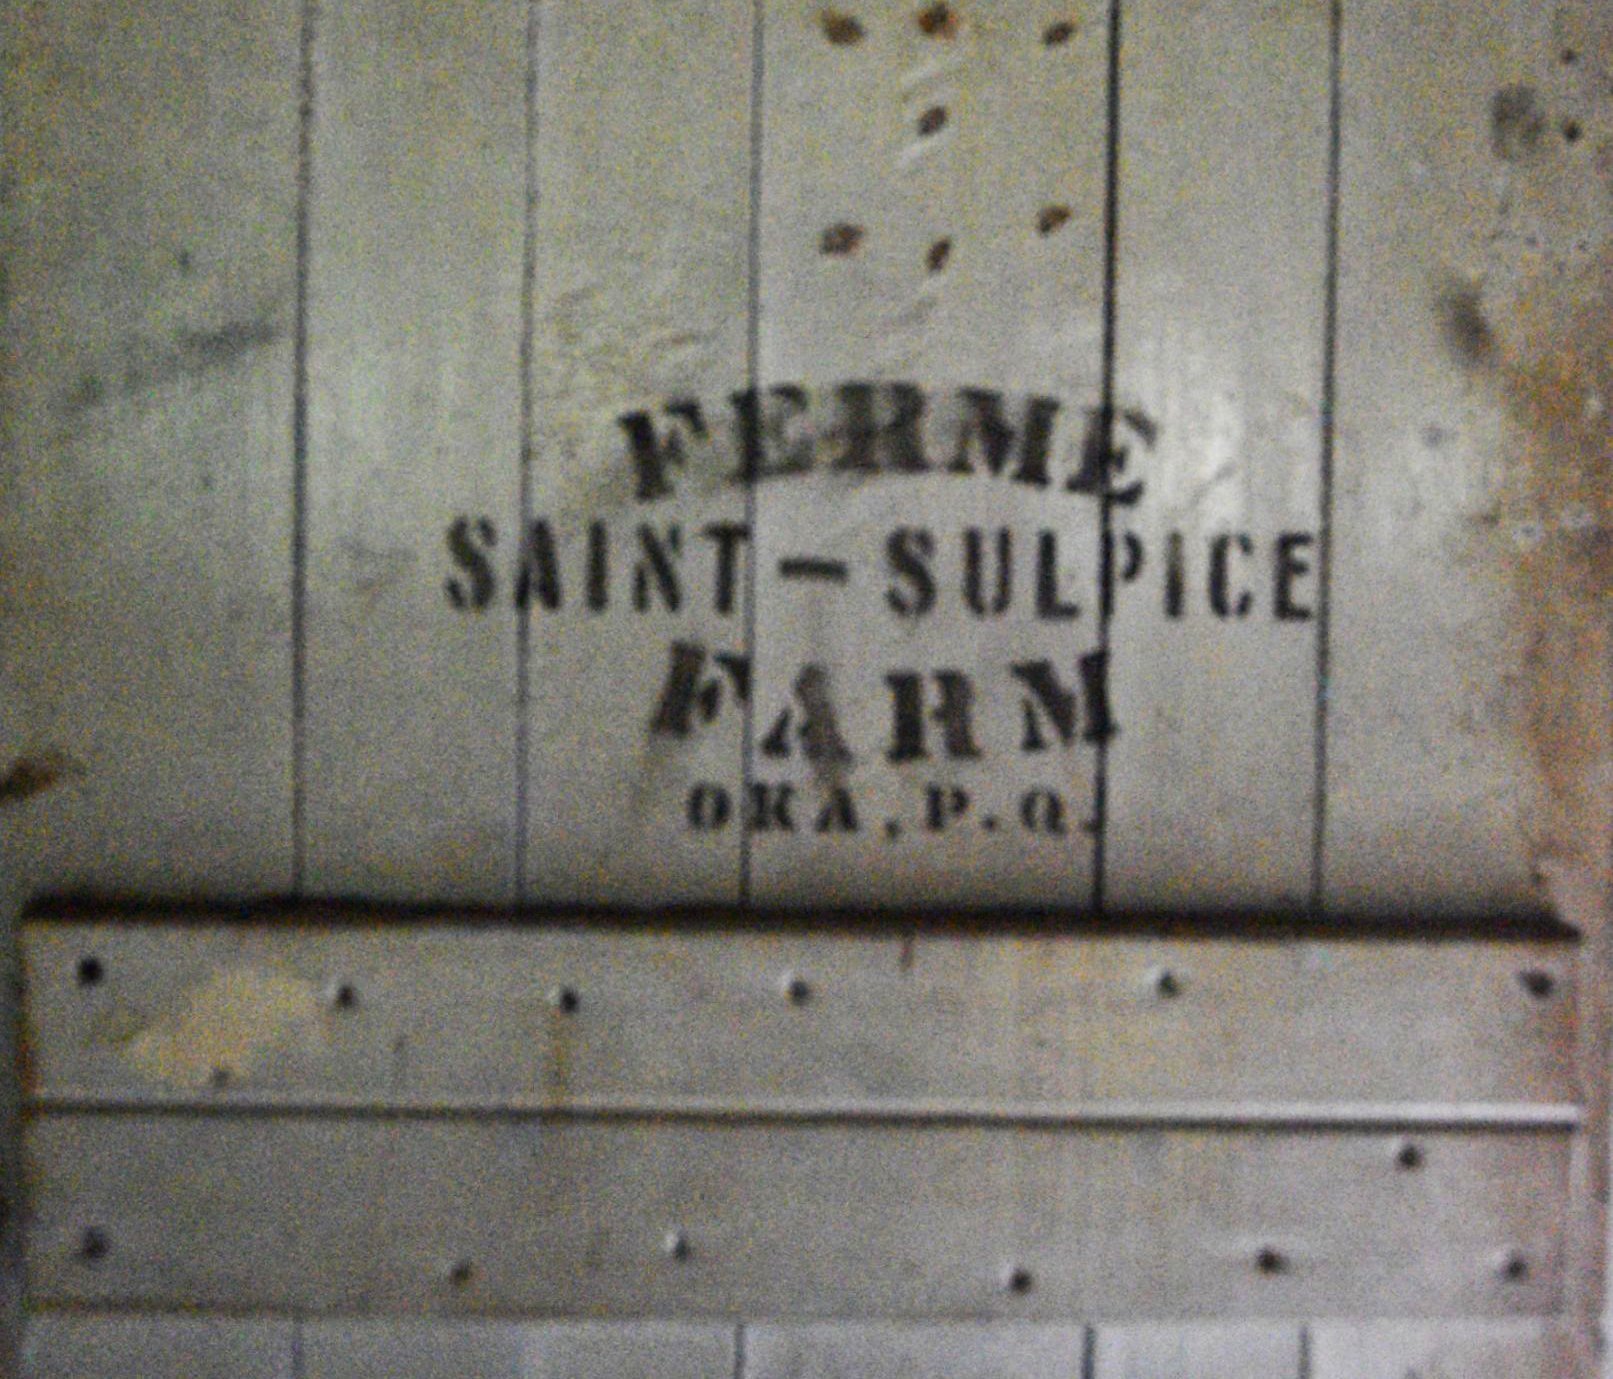 FERME
SAINT-SULPICE
FARM
OKA, P.Q.